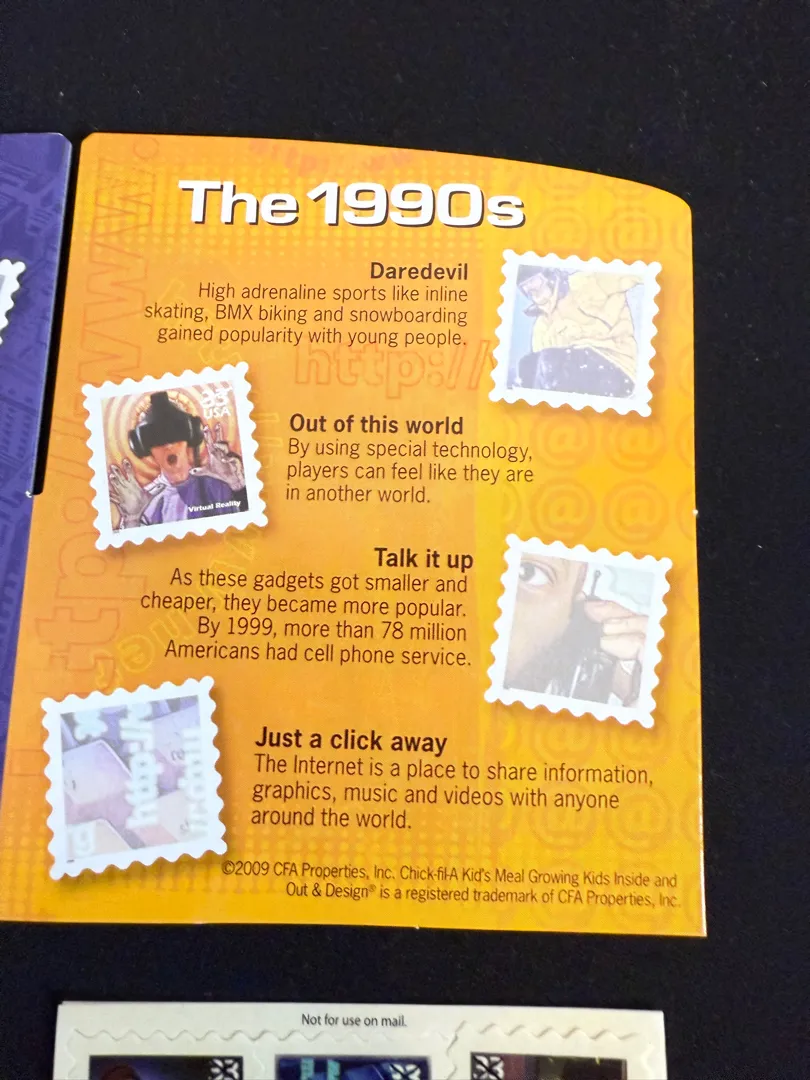 The 1990s
Daredevil
High adrenaline sports like inline
skating, BMX biking and snowboarding
gained popularity with young people.
http://
33
USA
Virtual Reality
Out of this world
By using special technology,
players can feel like they are
in another world.
Talk it up
As these gadgets got smaller and
cheaper, they became more popular.
By 1999, more than 78 million
Americans had cell phone service.
http://
Just a click away
The Internet is a place to share information,
graphics, music and videos with anyone
around the world.
©2009 CFA Properties, Inc. Chick-fil-A Kid's Meal Growing Kids Inside and
Out & Design® is a registered trademark of CFA Properties, Inc.
Not for use on mail.